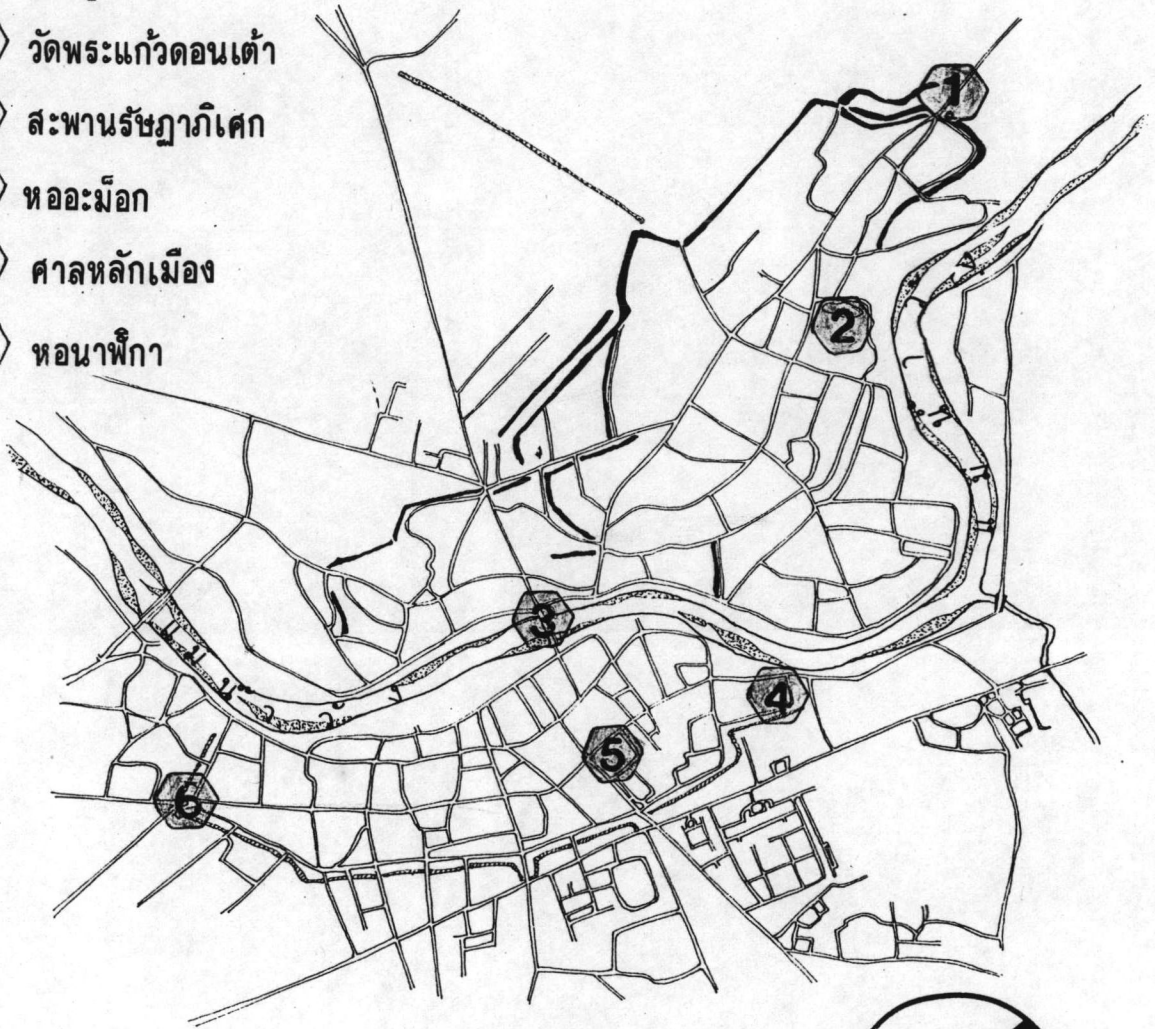 วัดพระแก้วดอนเต้า
สะพานรัษฎาภิเศก
หออะม็อก
ศาลหลักเมือง
หอนาฬิกา
1
2
3
4
5
6